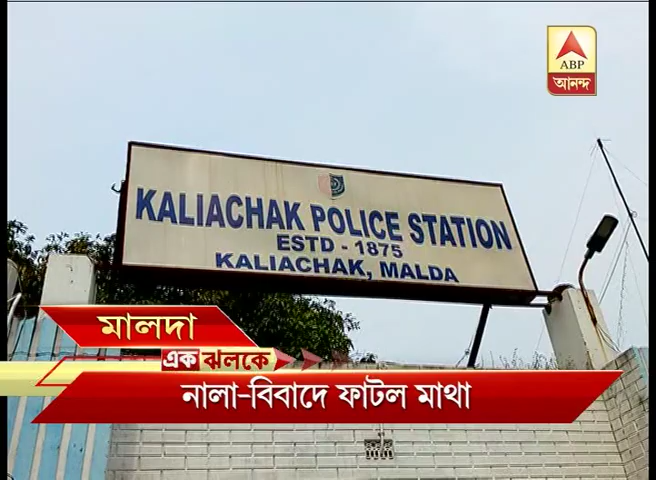 ABP
আনন্দ
KALIACHAK POLICE STATION
ESTD - 1875
KALIACHAK, MALDA
মালদা
এক ঝলকে
নালা-বিবাদে ফাটল মাথা